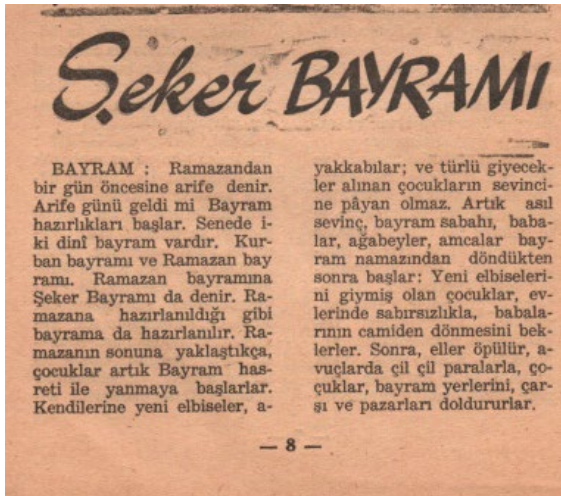 Şeker BAYRAMI
BAYRAM : Ramazandan
bir gün öncesine arife denir.
Arife günü geldi mi Bayram
hazırlıkları başlar. Senede i-
ki dinî bayram vardır. Kur-
ban bayramı ve Ramazan bay
ramı. Ramazan bayramına
Şeker Bayramı da denir. Ra-
mazana hazırlanıldığı gibi
bayrama da hazırlanılır. Ra-
mazanın sonuna yaklaştıkça,
çocuklar artık Bayram has-
reti ile yanmaya başlarlar.
Kendilerine yeni elbiseler, a-
yakkabılar; ve türlü giyecek-
ler alınan çocukların sevinci-
ne pâyan olmaz. Artık asıl
sevinç, bayram sabahı, baba-
lar, ağabeyler, amcalar bay-
ram namazından döndükten
sonra başlar: Yeni elbiseleri-
ni giymiş olan çocuklar, ev-
lerinde sabırsızlıkla, babala-
rının camiden dönmesini bek-
lerler. Sonra, eller öpülür, a-
vuçlarda çil çil paralarla, ço-
çuklar, bayram yerlerini, çar-
şı ve pazarları doldururlar.
— 8 —